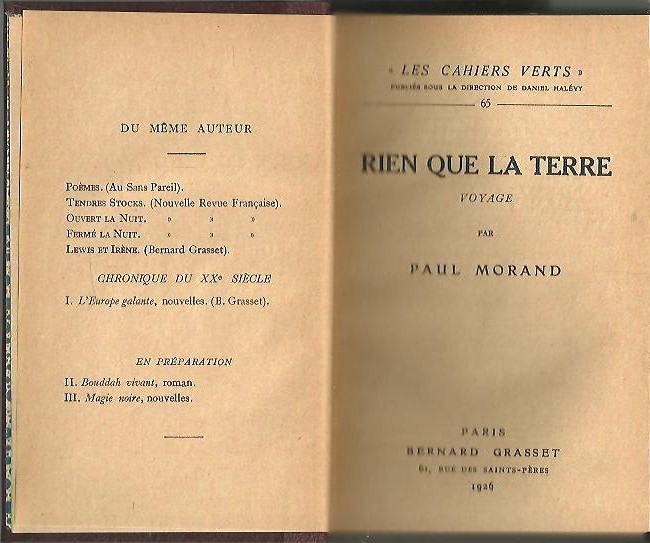 DU MÊME AUTEUR
POÈMES. (Au Sans Pareil).
TENDRES STOCKS. (Nouvelle Revue Française).
OUVERT LA NUIT. » » »
FERMÉ LA NUIT. » » »
LEWIS ET IRÈNE. (Bernard Grasset).
CHRONIQUE DU XXe SIÈCLE
I. L'Europe galante, nouvelles. (B. Grasset).
EN PRÉPARATION
II. Bouddah vivant, roman.
III. Magie noire, nouvelles.
« LES CAHIERS VERTS »
PUBLIÉS SOUS LA DIRECTION DE DANIEL HALÉVY
65
RIEN QUE LA TERRE
VOYAGE
PAR
PAUL MORAND
PARIS
BERNARD GRASSET
61, RUE DES SAINTS-PÈRES
1926